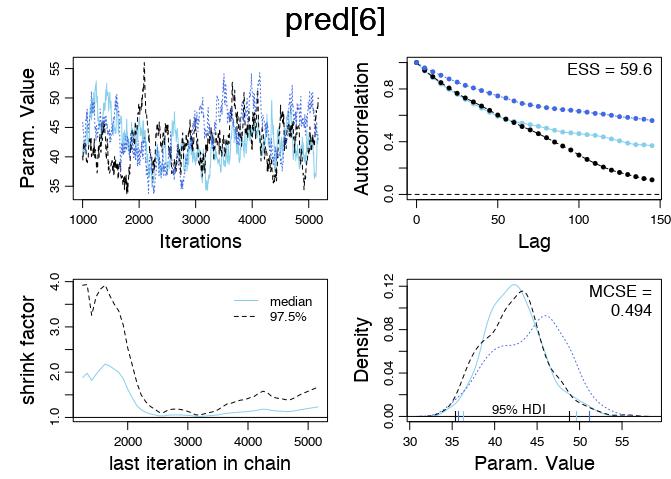 pred[6]
Param. Value
35 40 45 50 55
1000 2000 3000 4000 5000
Iterations
Autocorrelation
0.0 0.4 0.8
ESS = 59.6
0 50 100 150
Lag
shrink factor
1.0 2.0 3.0 4.0
median
97.5%
2000 3000 4000 5000
last iteration in chain
Density
0.00 0.04 0.08 0.12
MCSE =
0.494
95% HDI
30 35 40 45 50 55
Param. Value